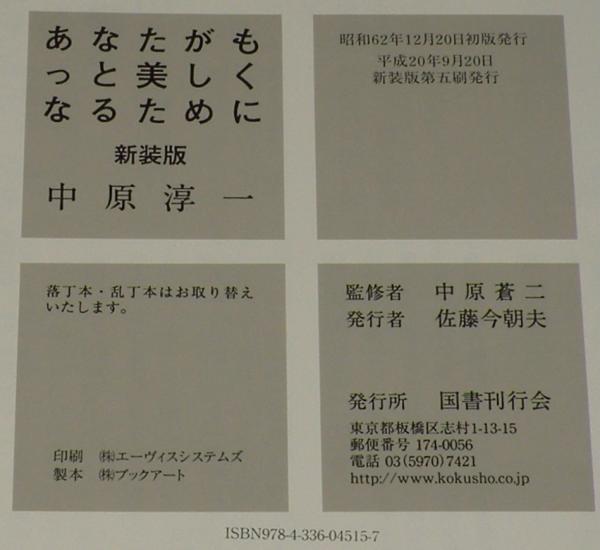 あなたがも
っと美しく
なるために
新装版
中原淳一
昭和62年12月20日初版発行
平成20年9月20日
新装版第五刷発行
落丁本・乱丁本はお取り替え
いたします。
印刷 ㈱エーヴィスシステムズ
製本 ㈱ブックアート
監修者 中原蒼二
発行者 佐藤今朝夫
発行所 国書刊行会
東京都板橋区志村1-13-15
郵便番号 174-0056
電話 03(5970)7421
http://www.kokusho.co.jp
ISBN978-4-336-04515-7